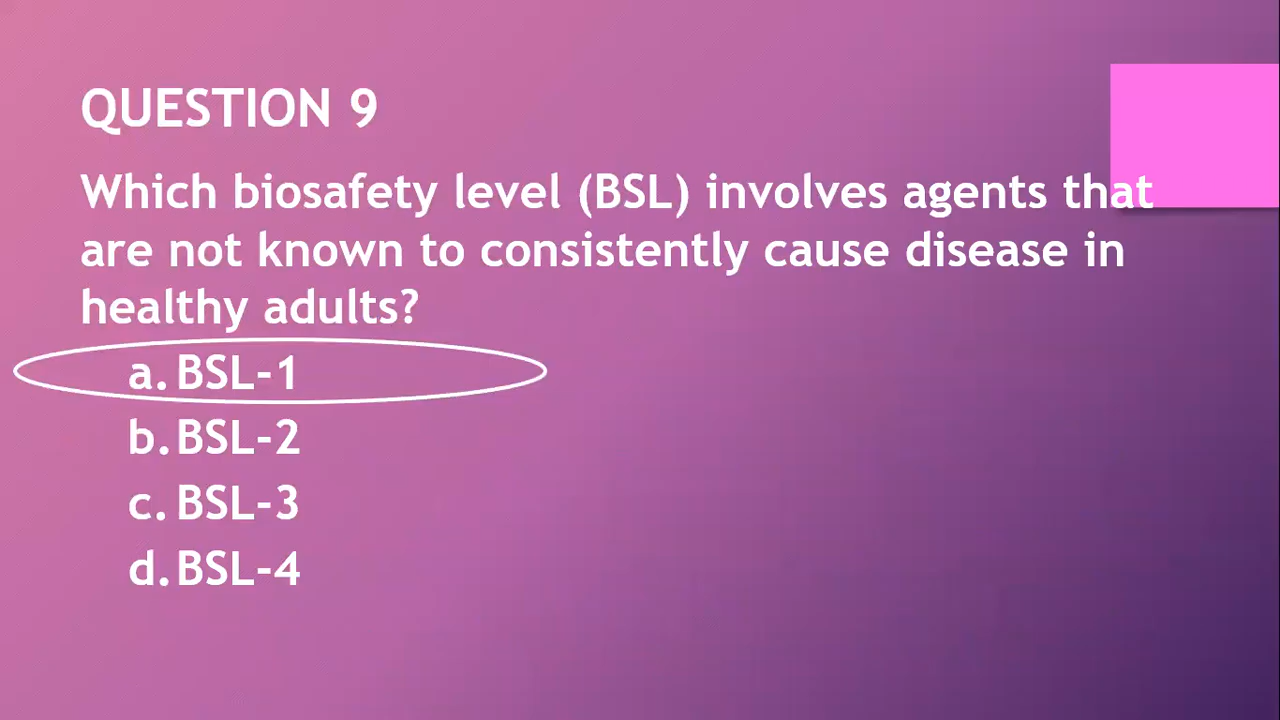 QUESTION 9
Which biosafety level (BSL) involves agents that
are not known to consistently cause disease in
healthy adults?
a. BSL-1
b. BSL-2
c. BSL-3
d. BSL-4